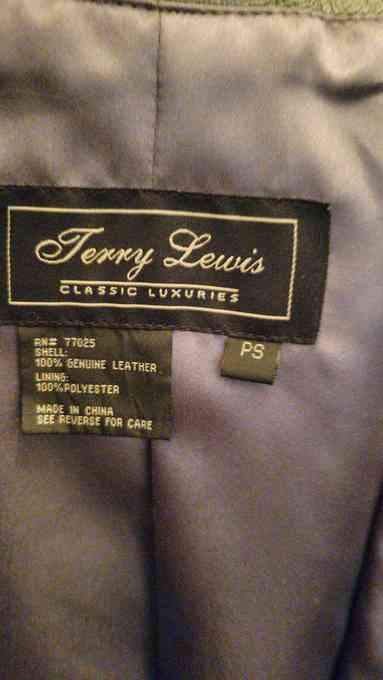 Terry Lewis
CLASSIC LUXURIES
PS
RN# 77025
SHELL:
100% GENUINE LEATHER
LINING:
100%POLYESTER
MADE IN CHINA
SEE REVERSE FOR CARE